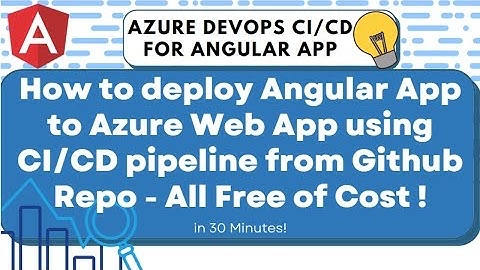 AZURE DEVOPS CI/CD
FOR ANGULAR APP
How to deploy Angular App
to Azure Web App using
CI/CD pipeline from Github
Repo - All Free of Cost !
in 30 Minutes!
A